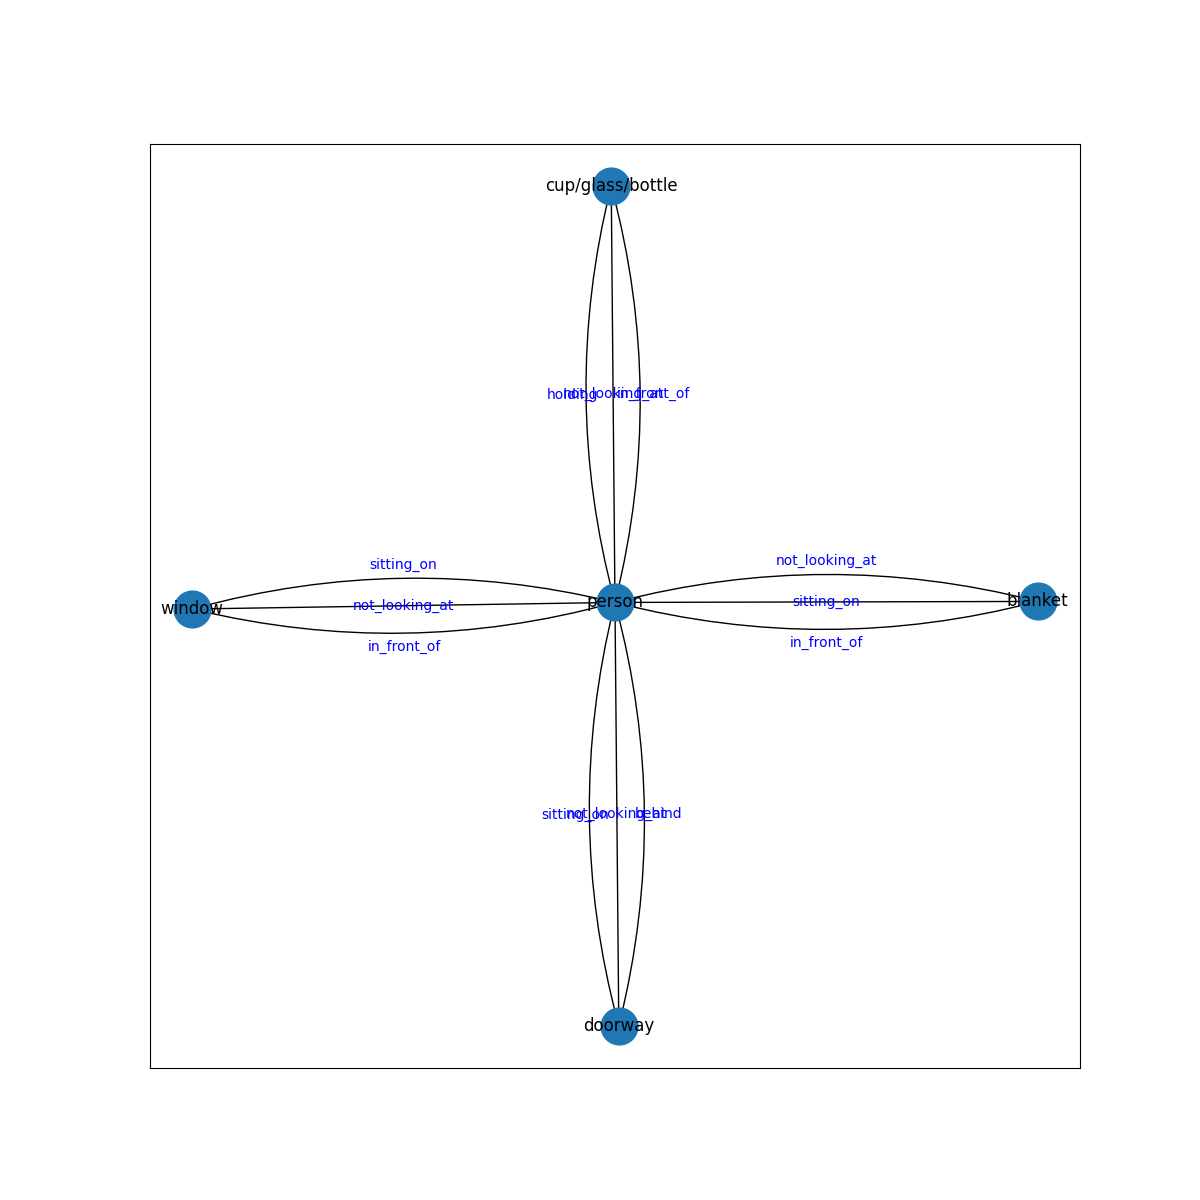 cup/glass/bottle
holding
not_looking_at
in_front_of
sitting_on
not_looking_at
in_front_of
window
person
not_looking_at
sitting_on
in_front_of
blanket
sitting_on
not_looking_at
behind
doorway